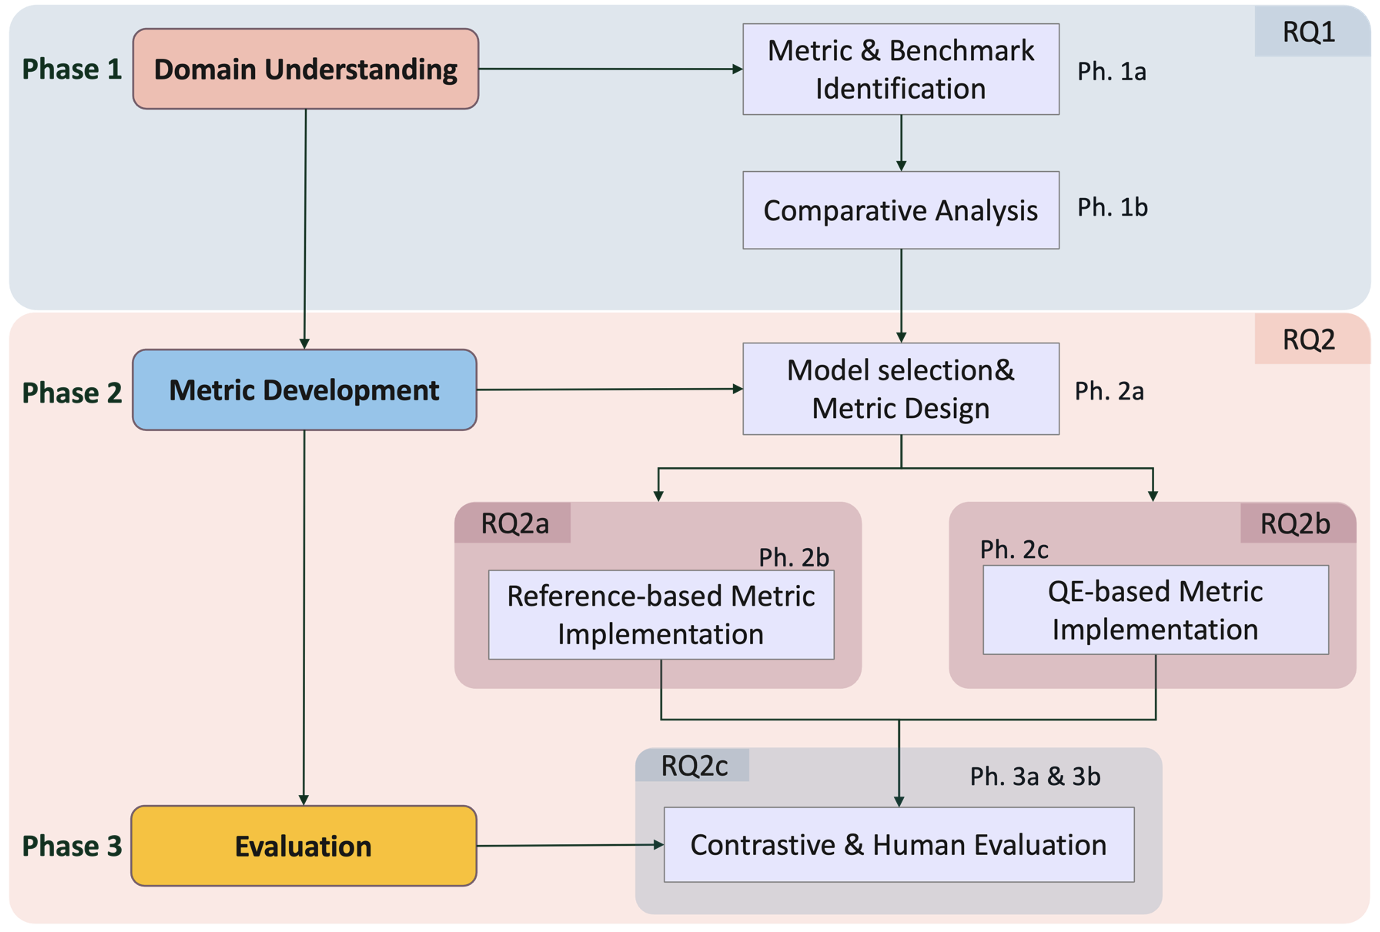 RQ1
Phase 1
Domain Understanding
Metric & Benchmark
Identification
Ph. 1a
Comparative Analysis
Ph. 1b
RQ2
Phase 2
Metric Development
Model selection&
Metric Design
Ph. 2a
RQ2a
Ph. 2b
Reference-based Metric
Implementation
RQ2b
Ph. 2c
QE-based Metric
Implementation
RQ2c
Ph. 3a & 3b
Phase 3
Evaluation
Contrastive & Human Evaluation